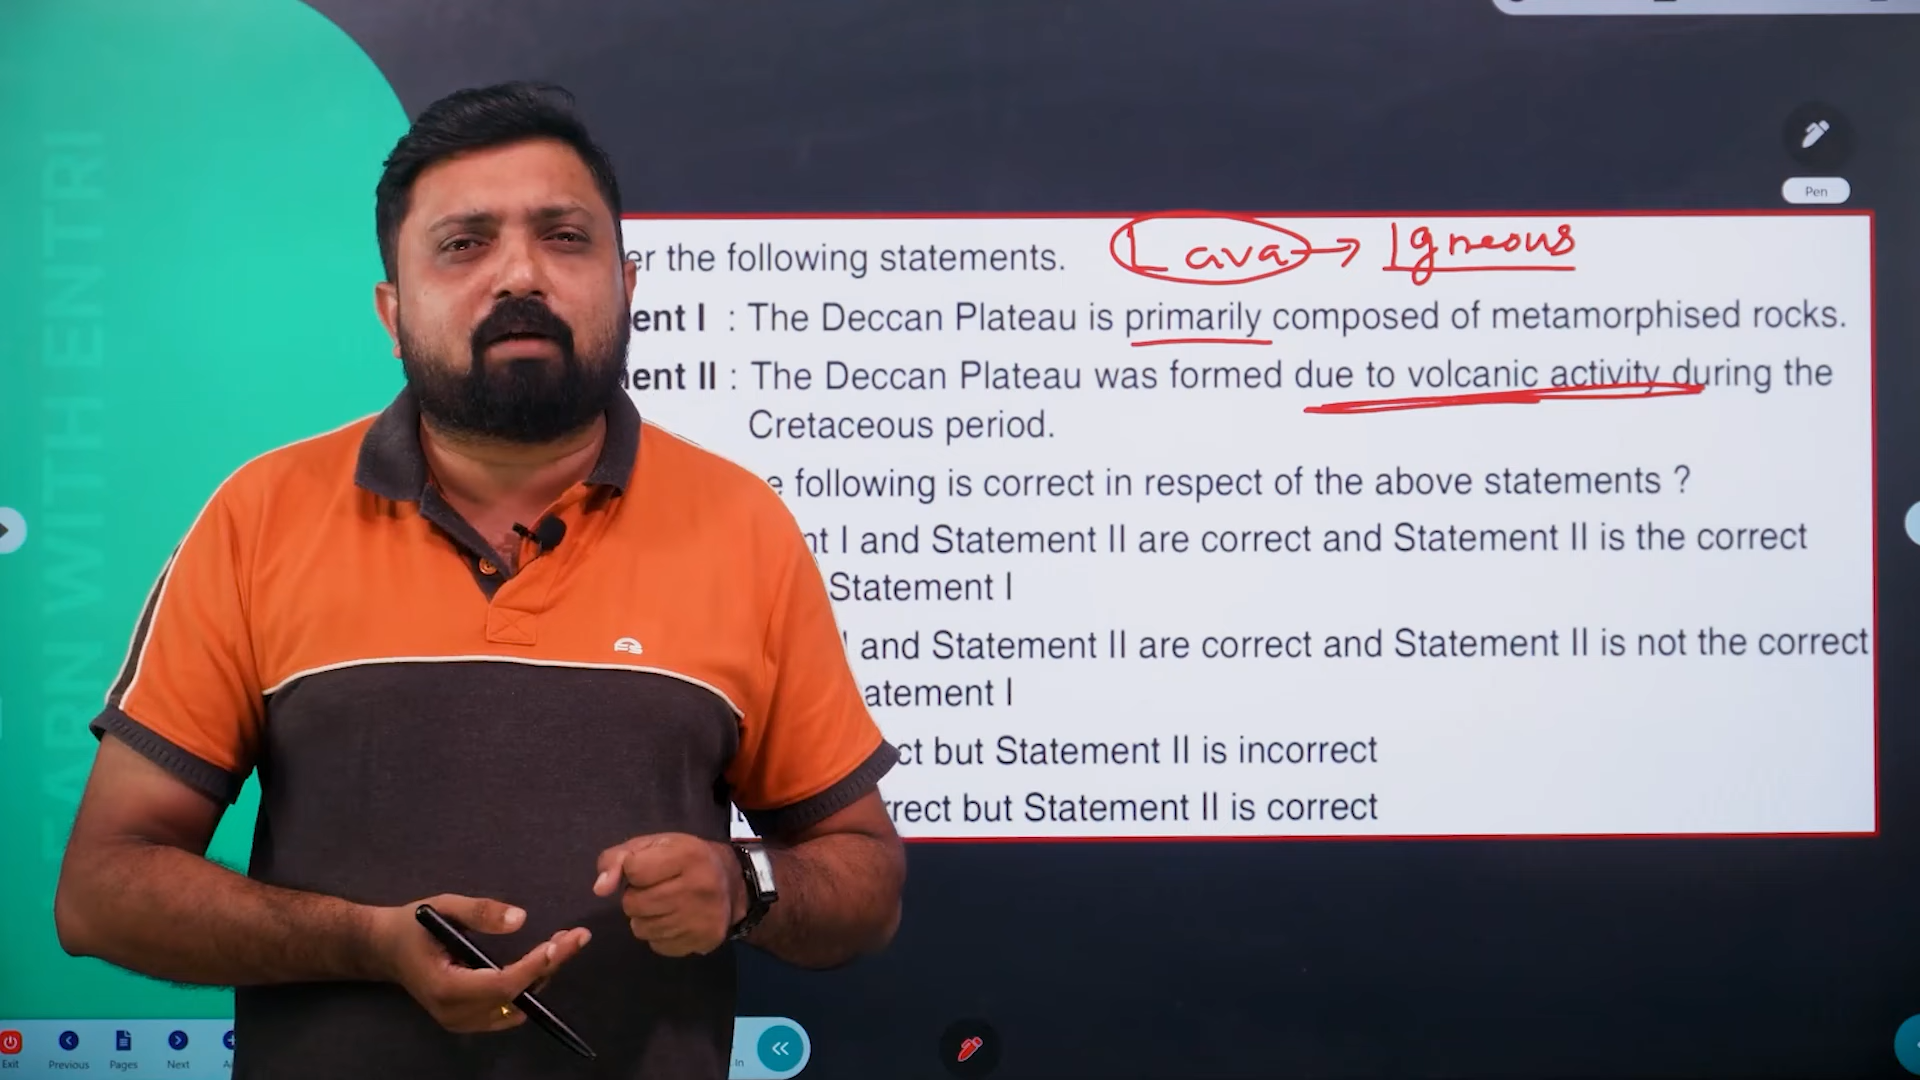 Pen
er the following statements. Lava → Igneous
ent I : The Deccan Plateau is primarily composed of metamorphised rocks.
ent II : The Deccan Plateau was formed due to volcanic activity during the
Cretaceous period.
e following is correct in respect of the above statements ?
nt I and Statement II are correct and Statement II is the correct
Statement I
I and Statement II are correct and Statement II is not the correct
atement I
ct but Statement II is incorrect
rrect but Statement II is correct
EARN WITH ENTRI
Exit Previous Pages Next
In